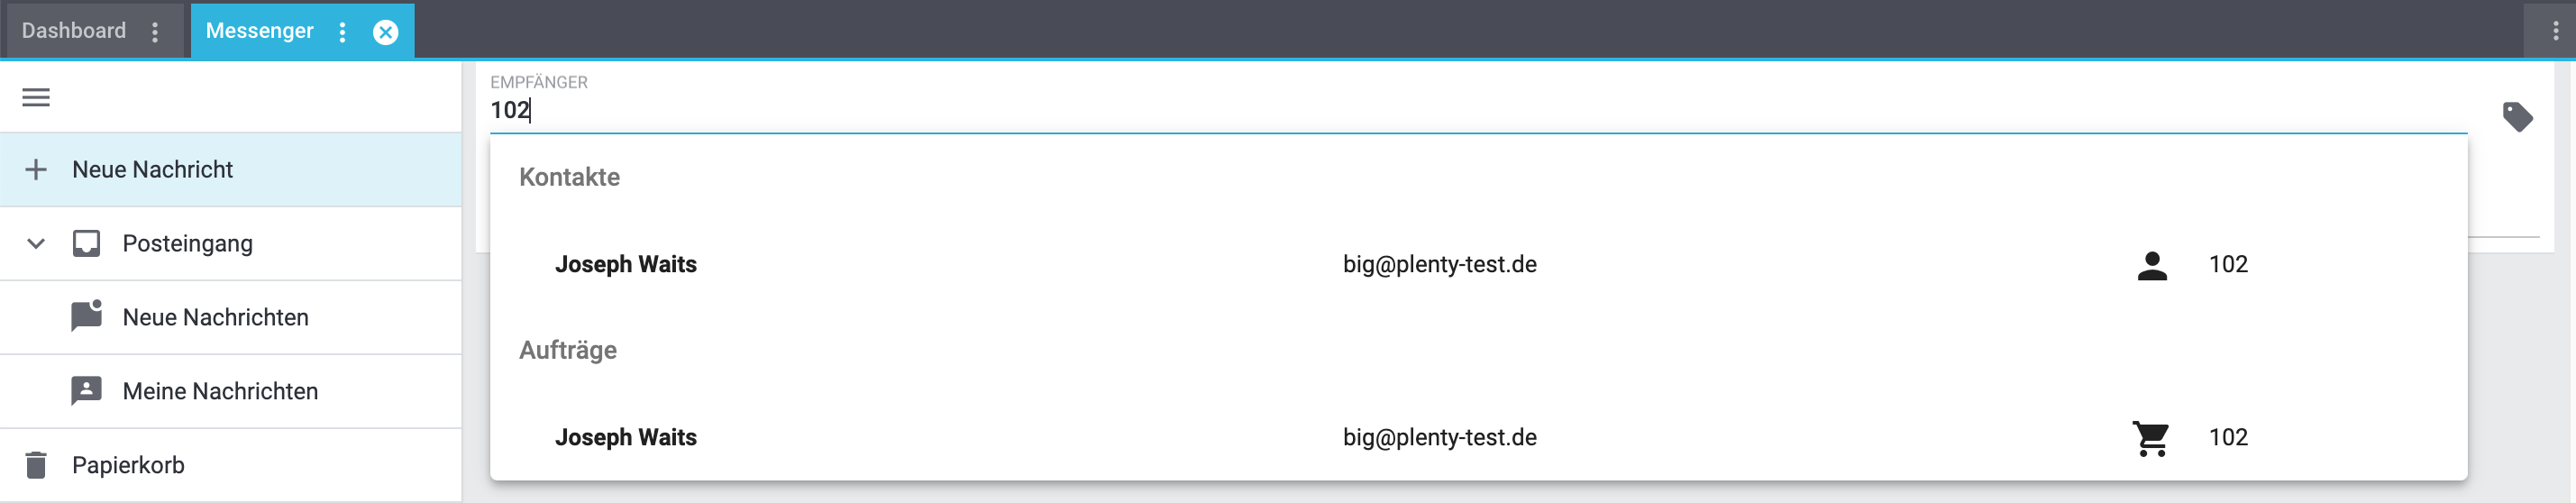 Dashboard
Messenger
EMPFÄNGER
102
Neue Nachricht
Posteingang
Neue Nachrichten
Meine Nachrichten
Papierkorb
Kontakte
Joseph Waits big@plenty-test.de 102
Aufträge
Joseph Waits big@plenty-test.de 102